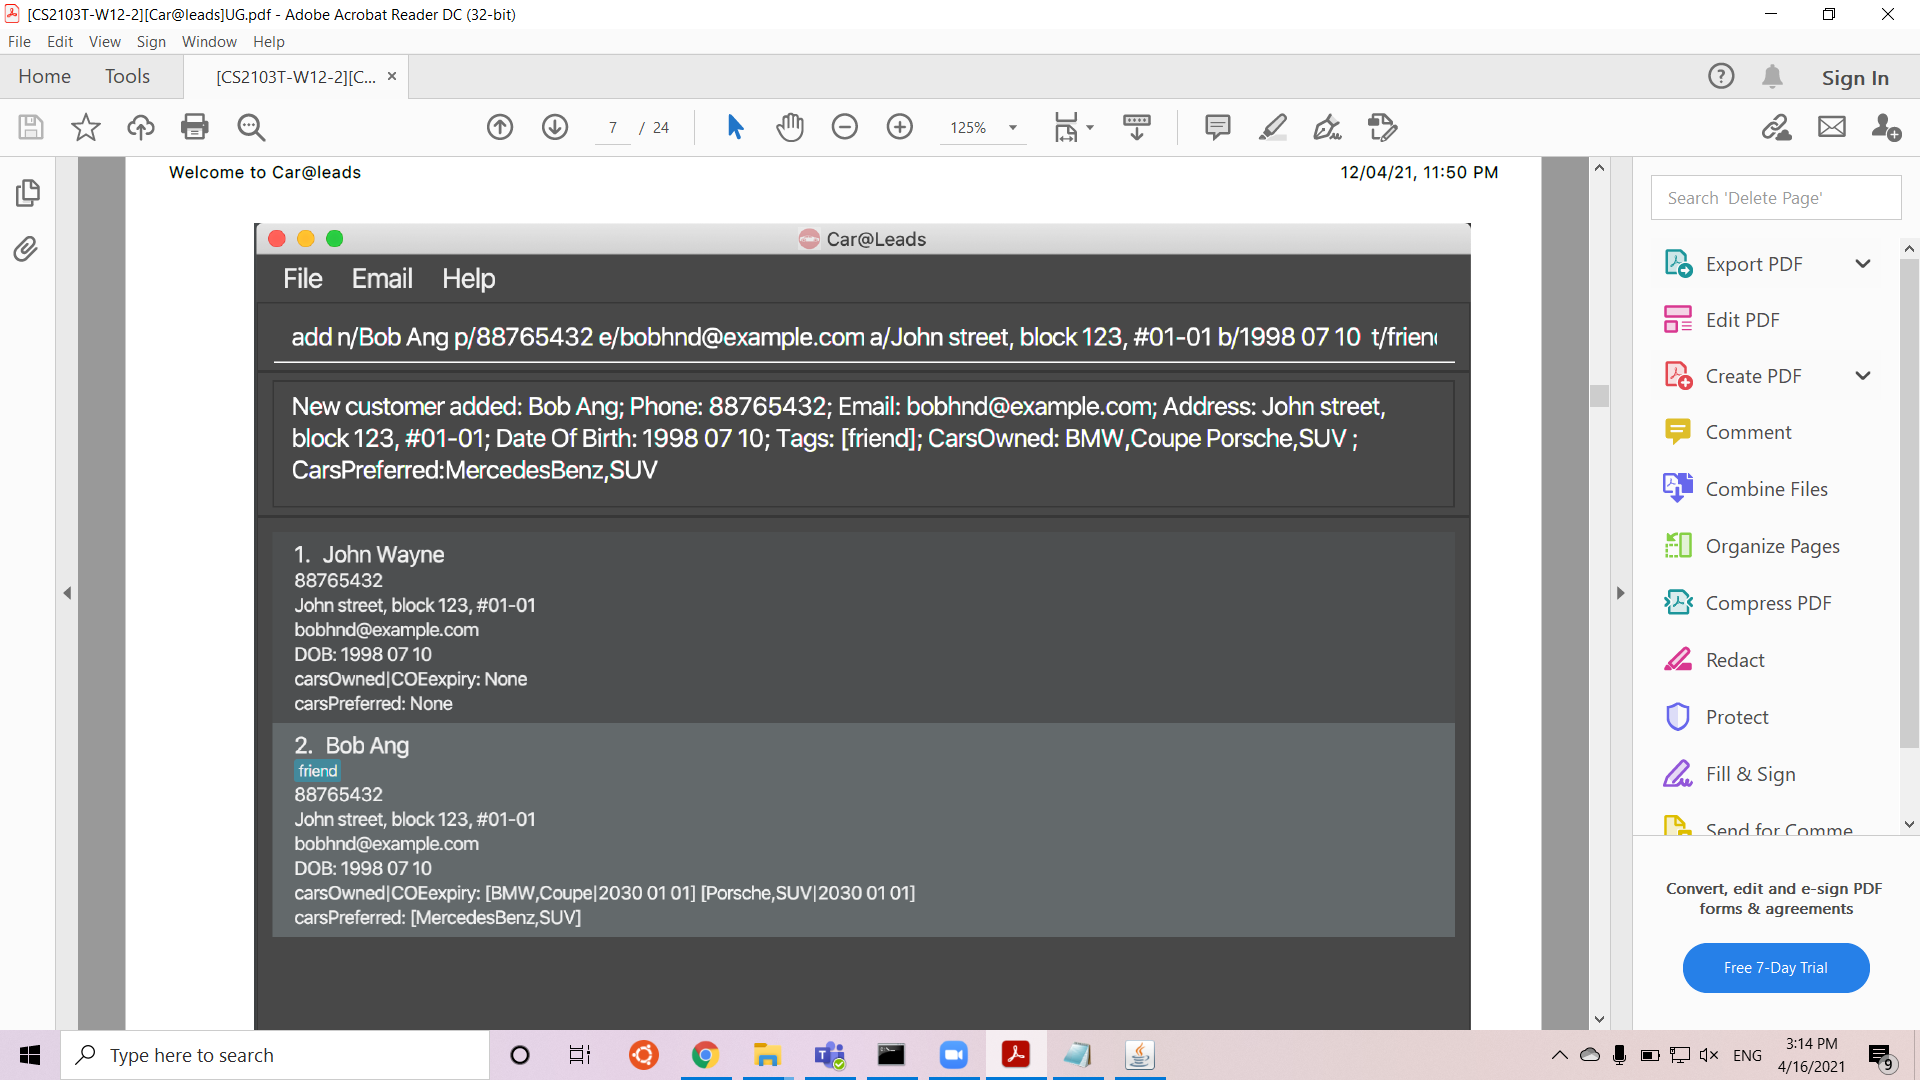 [CS2103T-W12-2][Car@leads]UG.pdf - Adobe Acrobat Reader DC (32-bit)
File Edit View Sign Window Help
Home Tools [CS2103T-W12-2][C... Sign In
7 / 24 125%
Welcome to Car@leads 12/04/21, 11:50 PM
Car@Leads
File Email Help
add n/Bob Ang p/88765432 e/bobhnd@example.com a/John street, block 123, #01-01 b/1998 07 10 t/friend
New customer added: Bob Ang; Phone: 88765432; Email: bobhnd@example.com; Address: John street,
block 123, #01-01; Date Of Birth: 1998 07 10; Tags: [friend]; CarsOwned: BMW,Coupe Porsche,SUV ;
CarsPreferred:MercedesBenz,SUV
1. John Wayne
88765432
John street, block 123, #01-01
bobhnd@example.com
DOB: 1998 07 10
carsOwned|COEexpiry: None
carsPreferred: None
2. Bob Ang
friend
88765432
John street, block 123, #01-01
bobhnd@example.com
DOB: 1998 07 10
carsOwned|COEexpiry: [BMW,Coupe|2030 01 01] [Porsche,SUV|2030 01 01]
carsPreferred: [MercedesBenz,SUV]
Search 'Delete Page'
Export PDF
Edit PDF
Create PDF
Comment
Combine Files
Organize Pages
Compress PDF
Redact
Protect
Fill & Sign
Send for Comme
Convert, edit and e-sign PDF
forms & agreements
Free 7-Day Trial
Type here to search
ENG
3:14 PM
4/16/2021
9